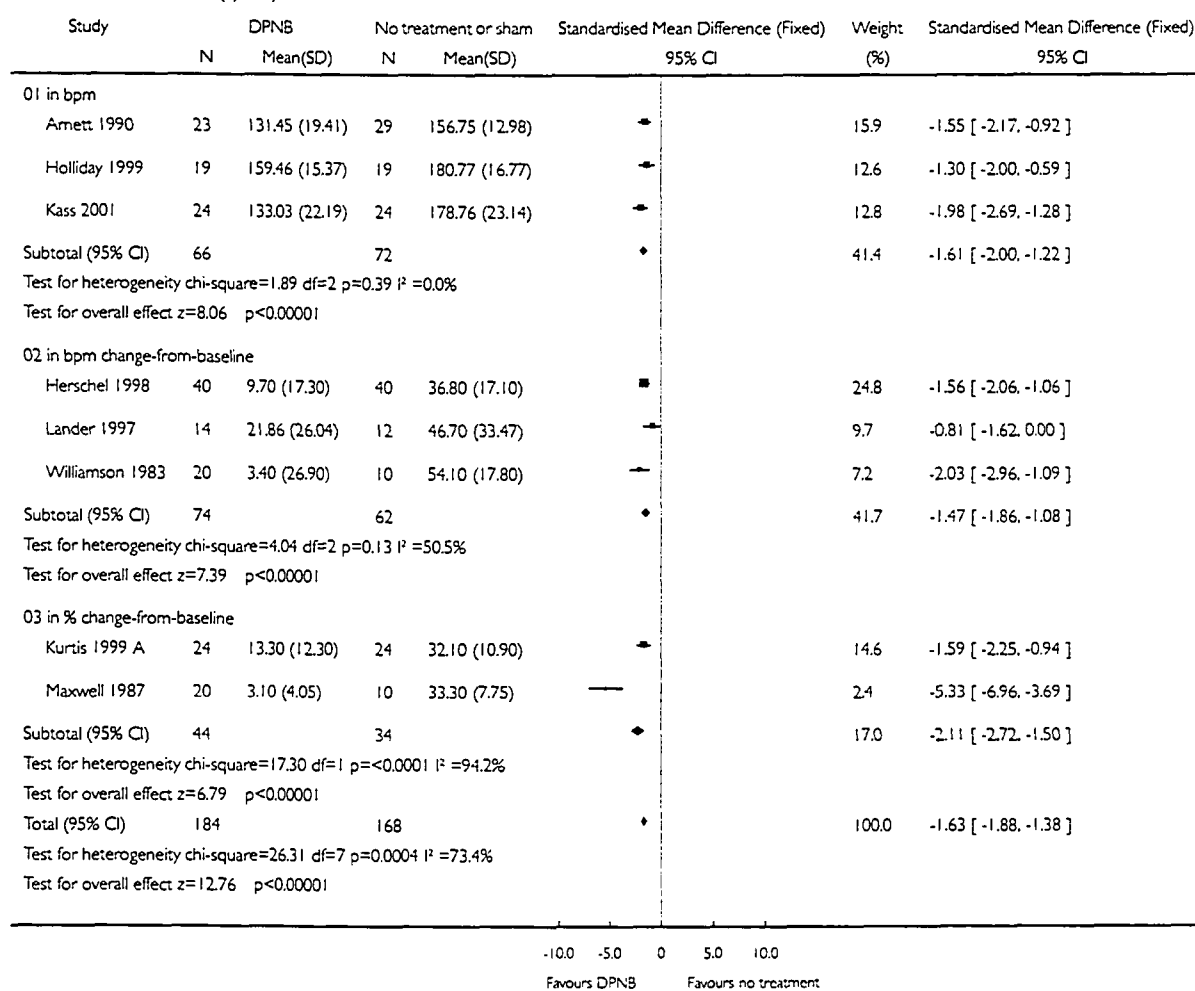 Study DPNB No treatment or sham Standardised Mean Difference (Fixed) Weight Standardised Mean Difference (Fixed)
N Mean(SD) N Mean(SD) 95% CI (%) 95% CI
01 in bpm
Arnett 1990 23 131.45 (19.41) 29 156.75 (12.98) 15.9 -1.55 [ -2.17, -0.92 ]
Holliday 1999 19 159.46 (15.37) 19 180.77 (16.77) 12.6 -1.30 [ -2.00, -0.59 ]
Kass 2001 24 133.03 (22.19) 24 178.76 (23.14) 12.8 -1.98 [ -2.69, -1.28 ]
Subtotal (95% CI) 66 72 41.4 -1.61 [ -2.00, -1.22 ]
Test for heterogeneity chi-square=1.89 df=2 p=0.39 I² =0.0%
Test for overall effect z=8.06 p<0.00001
02 in bpm change-from-baseline
Herschel 1998 40 9.70 (17.30) 40 36.80 (17.10) 24.8 -1.56 [ -2.06, -1.06 ]
Lander 1997 14 21.86 (26.04) 12 46.70 (33.47) 9.7 -0.81 [ -1.62, 0.00 ]
Williamson 1983 20 3.40 (26.90) 10 54.10 (17.80) 7.2 -2.03 [ -2.96, -1.09 ]
Subtotal (95% CI) 74 62 41.7 -1.47 [ -1.86, -1.08 ]
Test for heterogeneity chi-square=4.04 df=2 p=0.13 I² =50.5%
Test for overall effect z=7.39 p<0.00001
03 in % change-from-baseline
Kurtis 1999 A 24 13.30 (12.30) 24 32.10 (10.90) 14.6 -1.59 [ -2.25, -0.94 ]
Maxwell 1987 20 3.10 (4.05) 10 33.30 (7.75) 2.4 -5.33 [ -6.96, -3.69 ]
Subtotal (95% CI) 44 34 17.0 -2.11 [ -2.72, -1.50 ]
Test for heterogeneity chi-square=17.30 df=1 p=<0.0001 I² =94.2%
Test for overall effect z=6.79 p<0.00001
Total (95% CI) 184 168 100.0 -1.63 [ -1.88, -1.38 ]
Test for heterogeneity chi-square=26.31 df=7 p=0.0004 I² =73.4%
Test for overall effect z=12.76 p<0.00001
-10.0 -5.0 0 5.0 10.0
Favours DPNB Favours no treatment